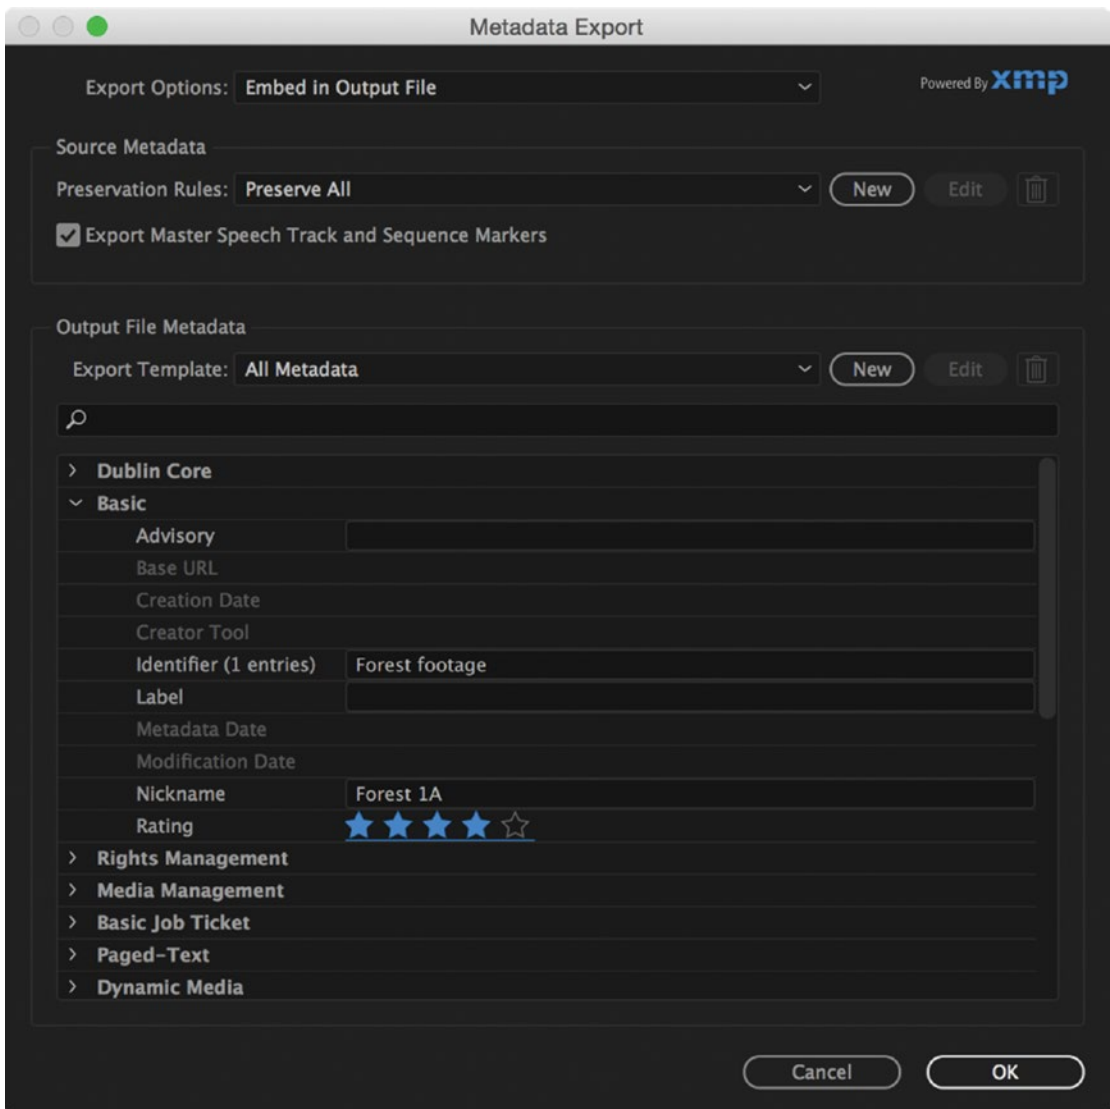 Metadata Export
Export Options: Embed in Output File
Powered By xmp
Source Metadata
Preservation Rules: Preserve All New Edit
Export Master Speech Track and Sequence Markers
Output File Metadata
Export Template: All Metadata New Edit
Dublin Core
Basic
Advisory
Base URL
Creation Date
Creator Tool
Identifier (1 entries) Forest footage
Label
Metadata Date
Modification Date
Nickname Forest 1A
Rating
Rights Management
Media Management
Basic Job Ticket
Paged-Text
Dynamic Media
Cancel OK